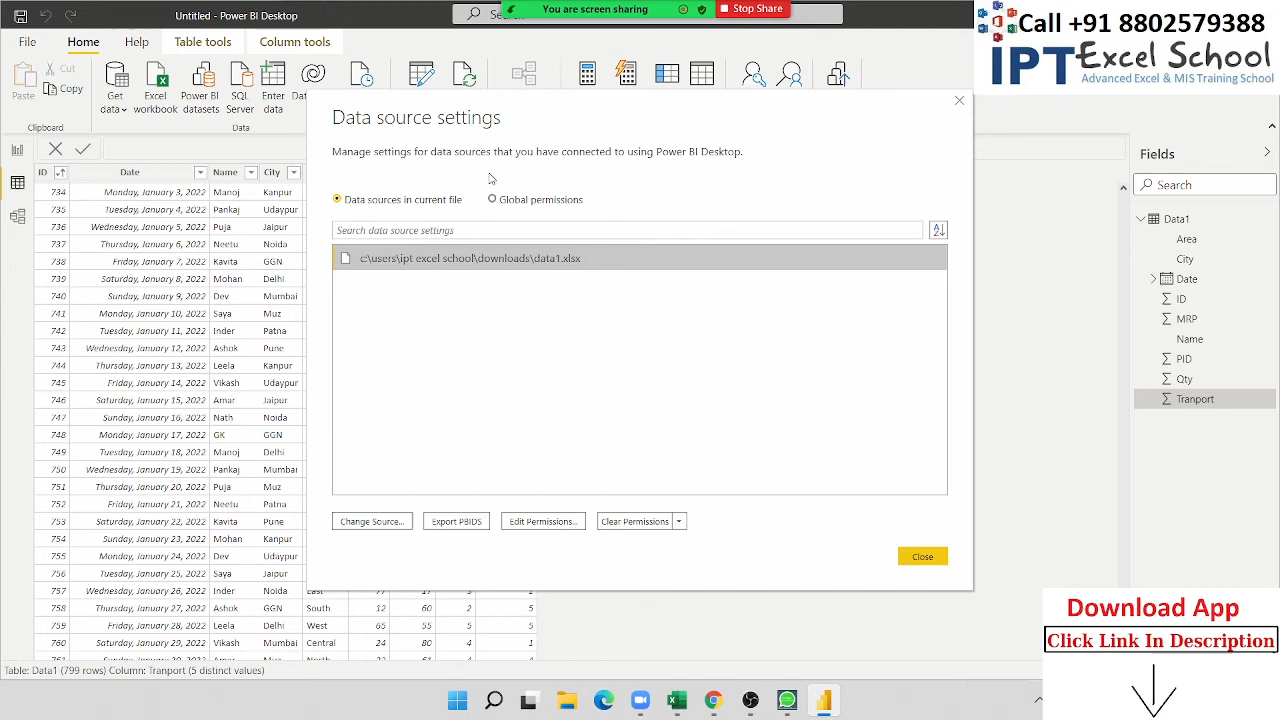 Untitled - Power BI Desktop
You are screen sharing
Stop Share
Call +91 8802579388
IPT Excel School
Advanced Excel & MIS Training School
File
Home
Help
Table tools
Column tools
Paste
Cut
Copy
Clipboard
Get data
Excel workbook
Power BI datasets
SQL Server
Enter data
Data
Data source settings
Manage settings for data sources that you have connected to using Power BI Desktop.
Data sources in current file
Global permissions
Search data source settings
c:\users\ipt excel school\downloads\data1.xlsx
Change Source...
Export PBIDS
Edit Permissions...
Clear Permissions
Close
ID Date Name City
734 Monday, January 3, 2022 Manoj Kanpur
735 Tuesday, January 4, 2022 Pankaj Udaypur
736 Wednesday, January 5, 2022 Puja Jaipur
737 Thursday, January 6, 2022 Neetu Noida
738 Friday, January 7, 2022 Kavita GGN
739 Saturday, January 8, 2022 Mohan Delhi
740 Sunday, January 9, 2022 Dev Mumbai
741 Monday, January 10, 2022 Saya Muz
742 Tuesday, January 11, 2022 Inder Patna
743 Wednesday, January 12, 2022 Ashok Pune
744 Thursday, January 13, 2022 Leela Kanpur
745 Friday, January 14, 2022 Vikash Udaypur
746 Saturday, January 15, 2022 Amar Jaipur
747 Sunday, January 16, 2022 Nath Noida
748 Monday, January 17, 2022 GK GGN
749 Tuesday, January 18, 2022 Manoj Delhi
750 Wednesday, January 19, 2022 Pankaj Mumbai
751 Thursday, January 20, 2022 Puja Muz
752 Friday, January 21, 2022 Neetu Patna
753 Saturday, January 22, 2022 Kavita Pune
754 Sunday, January 23, 2022 Mohan Kanpur
755 Monday, January 24, 2022 Dev Udaypur
756 Tuesday, January 25, 2022 Saya Jaipur
757 Wednesday, January 26, 2022 Inder Noida East 77 17 3 1
758 Thursday, January 27, 2022 Ashok GGN South 12 60 2 5
759 Friday, January 28, 2022 Leela Delhi West 65 55 5 5
760 Saturday, January 29, 2022 Vikash Mumbai Central 24 80 4 1
Table: Data1 (799 rows) Column: Tranport (5 distinct values)
Fields
Search
Data1
Area
City
Date
ID
MRP
Name
PID
Qty
Tranport
Download App
Click Link In Description